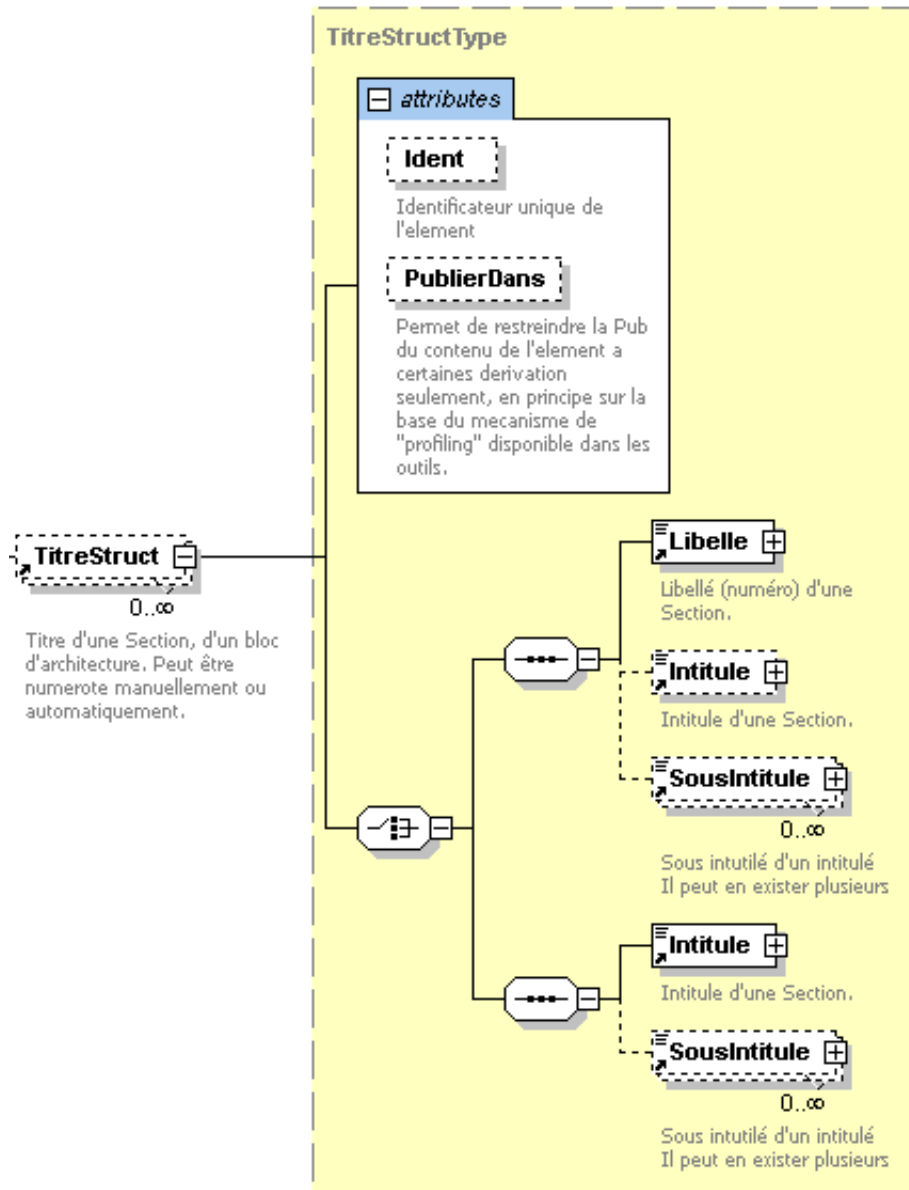 TitreStructType
attributes
Ident
Identificateur unique de
l'element
PublierDans
Permet de restreindre la Pub
du contenu de l'element a
certaines derivation
seulement, en principe sur la
base du mecanisme de
"profiling" disponible dans les
outils.
TitreStruct
0..∞
Titre d'une Section, d'un bloc
d'architecture. Peut être
numerote manuellement ou
automatiquement.
Libelle
Libellé (numéro) d'une
Section.
Intitule
Intitule d'une Section.
SousIntitule
0..∞
Sous intutilé d'un intitulé
Il peut en exister plusieurs
Intitule
Intitule d'une Section.
SousIntitule
0..∞
Sous intutilé d'un intitulé
Il peut en exister plusieurs